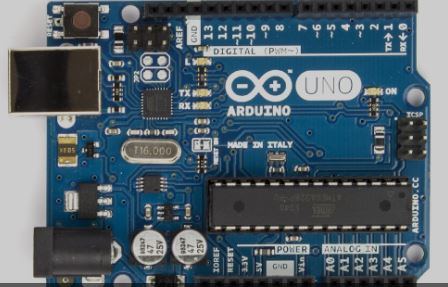 RESET
AREF
GND
13
12
~11
~10
~9
8
7
~6
~5
4
~3
2
TX→1
RX←0
DIGITAL (PWM~)
L
TX
RX
UNO
ON
ARDUINO
ICSP
T16.000
MADE IN ITALY
47
25V
47
25V
ARDUINO.CC
IOREF
RESET
3.3V
5V
GND
Vin
POWER
ANALOG IN
A0
A1
A2
A3
A4
A5